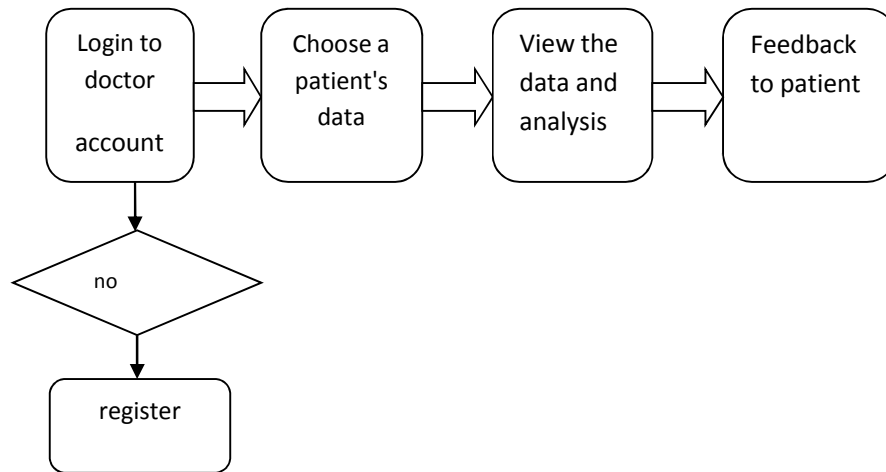 Login to
doctor
account
Choose a
patient's
data
View the
data and
analysis
Feedback
to patient
no
register